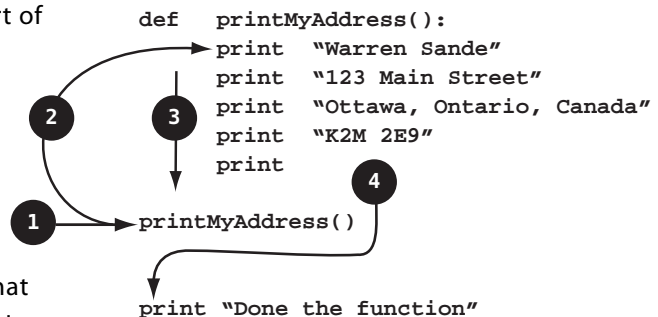 rt of
def printMyAddress():
print “Warren Sande”
print “123 Main Street”
2
3
print “Ottawa, Ontario, Canada”
print “K2M 2E9”
print
4
1
printMyAddress()
hat
print “Done the function”